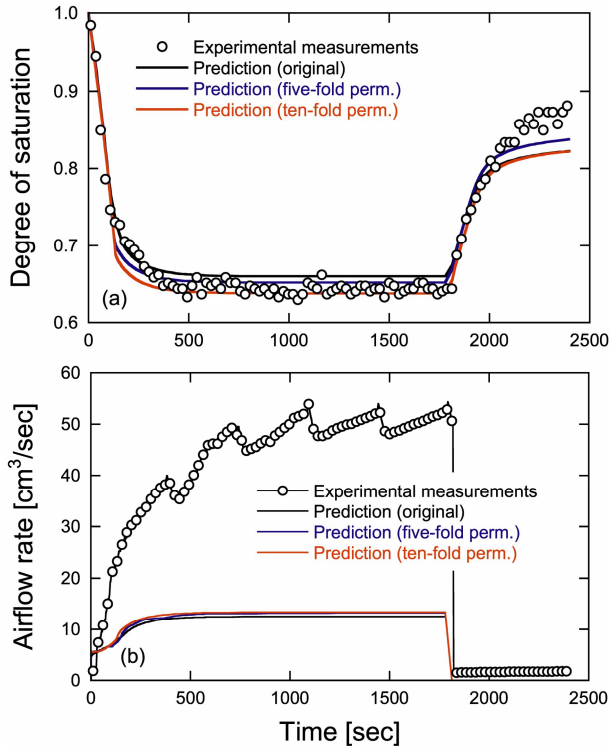 1.0
Experimental measurements
Prediction (original)
0.9
Prediction (five-fold perm.)
Prediction (ten-fold perm.)
Degree of saturation
0.8
0.7
(a)
0.6
0 500 1000 1500 2000 2500
60
50
40
Experimental measurements
30
Prediction (original)
Prediction (five-fold perm.)
20
Prediction (ten-fold perm.)
Airflow rate [cm³/sec]
10
(b)
0
0 500 1000 1500 2000 2500
Time [sec]